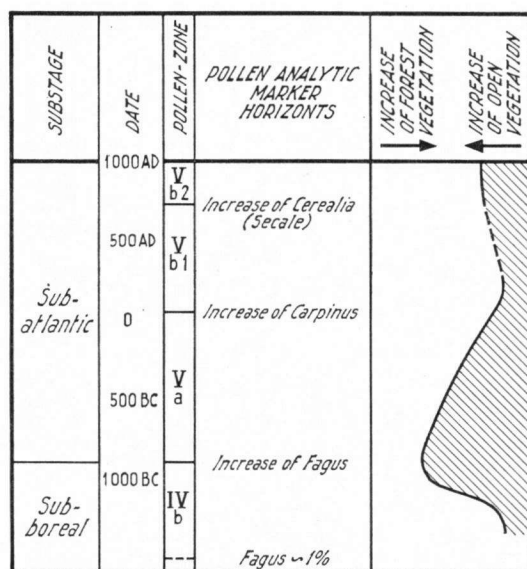 SUBSTAGE
DATE
POLLEN-ZONE
POLLEN ANALYTIC
MARKER
HORIZONTS
INCREASE
OF FOREST
VEGETATION
INCREASE
OF OPEN
VEGETATION
1000 AD
V
b2
Increase of Cerealia
(Secale)
500 AD
V
b1
Sub-
atlantic
0
Increase of Carpinus
500 BC
V
a
Increase of Fagus
1000 BC
Sub-
boreal
IV
b
Fagus ~ 1%